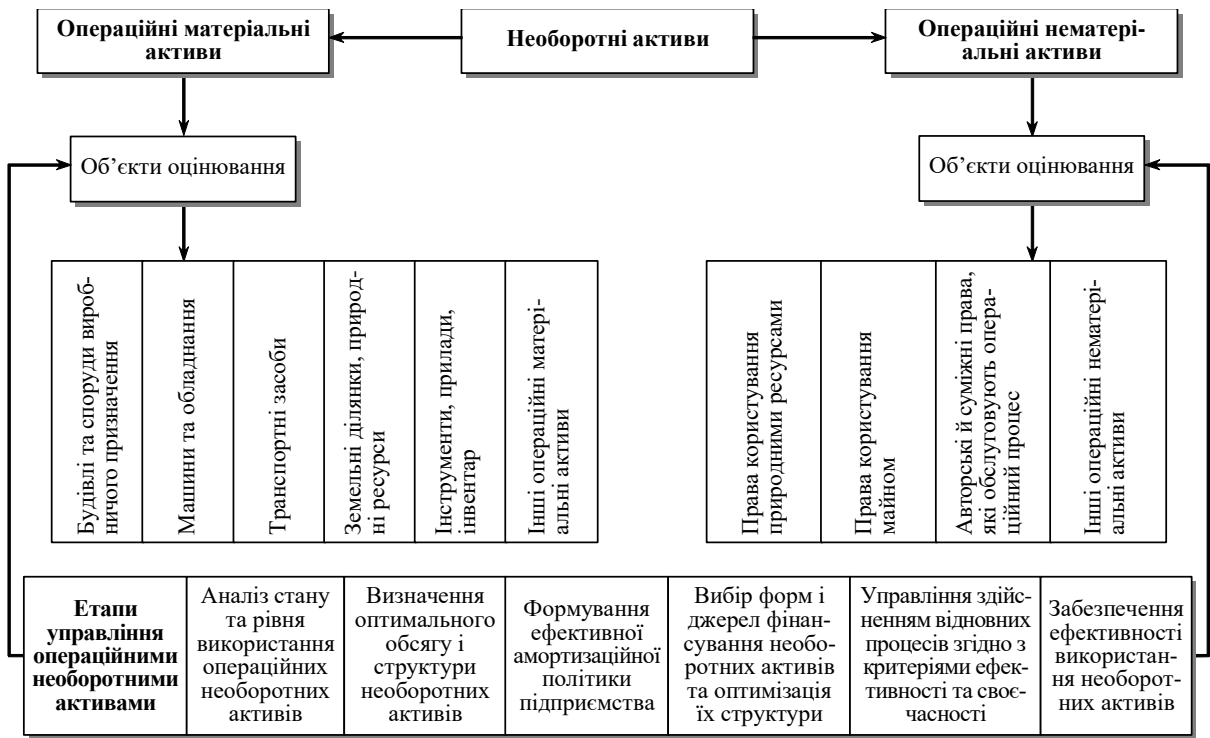 Операційні матеріальні
активи
Необоротні активи
Операційні нематері-
альні активи
Об’єкти оцінювання
Об’єкти оцінювання
Будівлі та споруди вироб-
ничого призначення
Машини та обладнання
Транспортні засоби
Земельні ділянки, природ-
ні ресурси
Інструменти, прилади,
інвентар
Інші операційні матері-
альні активи
Права користування
природними ресурсами
Права користування
майном
Авторські й суміжні права,
які обслуговують опера-
ційний процес
Інші операційні нематері-
альні активи
Етапи
управління
операційними
необоротними
активами
Аналіз стану
та рівня
використання
операційних
необоротних
активів
Визначення
оптимального
обсягу і
структури
необоротних
активів
Формування
ефективної
амортизаційної
політики
підприємства
Вибір форм і
джерел фінан-
сування необо-
ротних активів
та оптимізація
їх структури
Управління здійс-
ненням відновних
процесів згідно з
критеріями ефек-
тивності та своє-
часності
Забезпечення
ефективності
використан-
ня необорот-
них активів